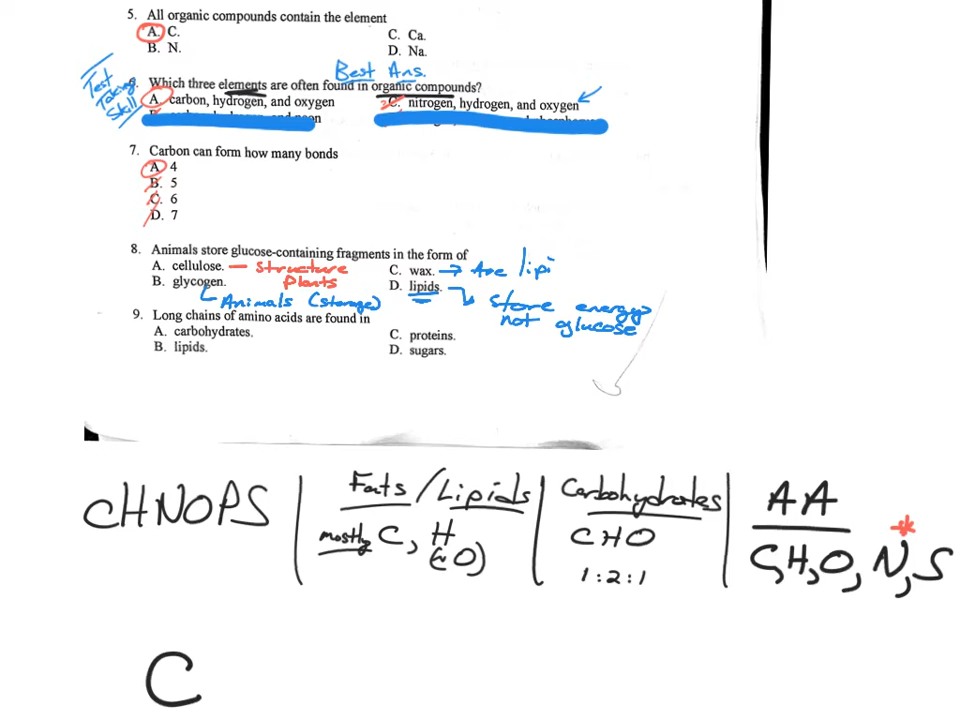 5. All organic compounds contain the element
A. C. C. Ca.
B. N. D. Na.
Best Ans.
Test Taking Skill
6. Which three elements are often found in organic compounds?
A. carbon, hydrogen, and oxygen C. nitrogen, hydrogen, and oxygen
7. Carbon can form how many bonds
A. 4
B. 5
C. 6
D. 7
8. Animals store glucose-containing fragments in the form of
A. cellulose. — Structure Plants C. wax. → Are lipi
B. glycogen. D. lipids. → store energy not glucose
Animals (storage)
9. Long chains of amino acids are found in
A. carbohydrates. C. proteins.
B. lipids. D. sugars.
CHNOPS
Fats/Lipids
mostly C, H
(~O)
Carbohydrates
CHO
1:2:1
AA
C,H,O,N,S
*
C